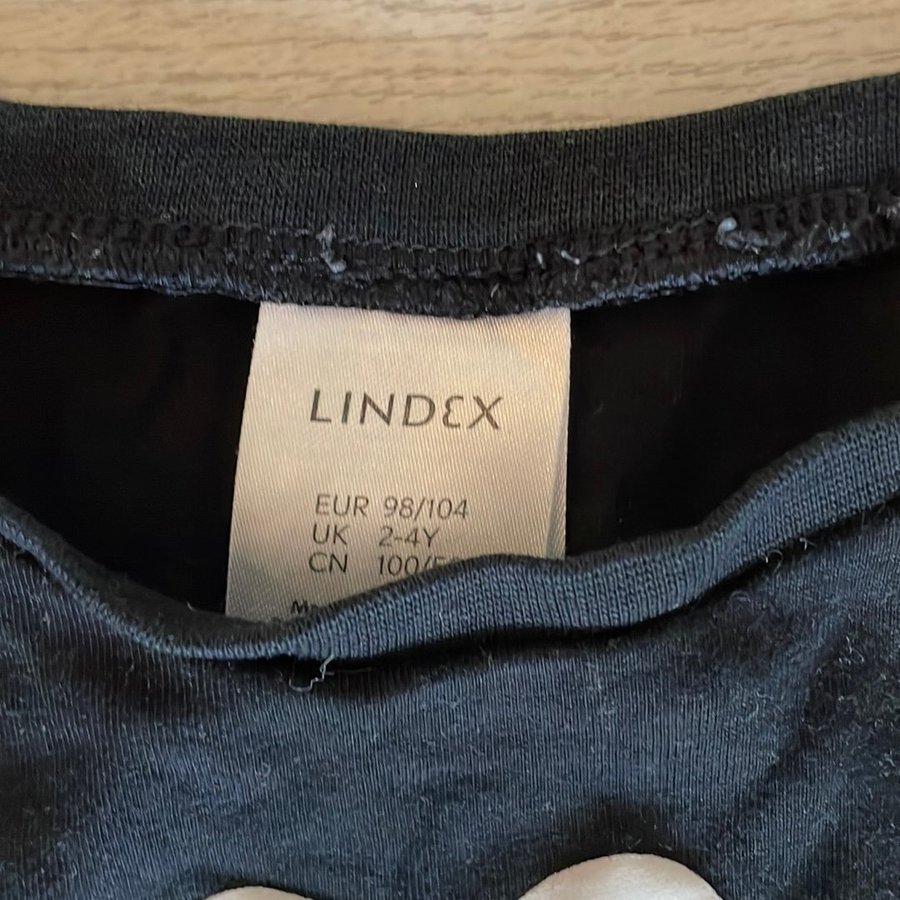 LINDEX
EUR 98/104
UK 2-4Y
CN 100/